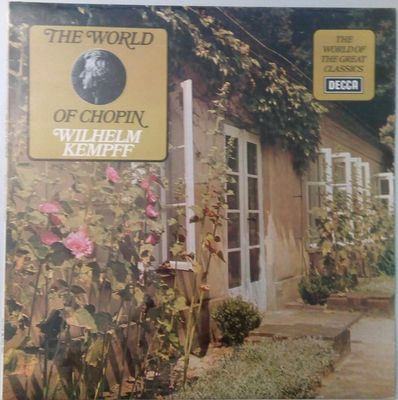 THE WORLD
OF CHOPIN
WILHELM
KEMPFF
THE
WORLD OF
THE GREAT
CLASSICS
DECCA